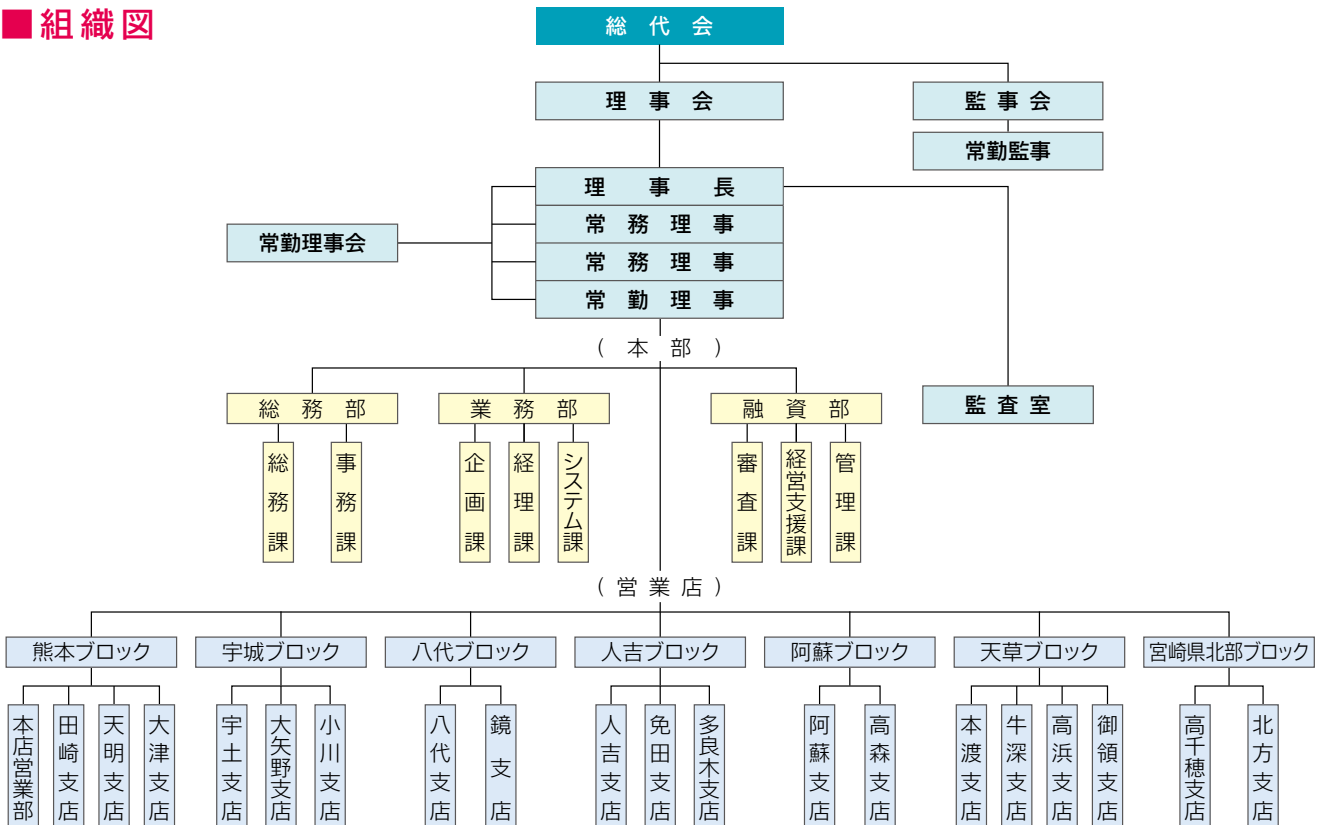 ■組織図
総代会
理事会
監事会
常勤監事
理事長
常務理事
常勤理事会
常務理事
常勤理事
(本部)
総務部
業務部
融資部
監査室
総務課
事務課
企画課
経理課
システム課
審査課
経営支援課
管理課
(営業店)
熊本ブロック
宇城ブロック
八代ブロック
人吉ブロック
阿蘇ブロック
天草ブロック
宮崎県北部ブロック
本店営業部
田崎支店
天明支店
大津支店
宇土支店
大矢野支店
小川支店
八代支店
鏡支店
人吉支店
免田支店
多良木支店
阿蘇支店
高森支店
本渡支店
牛深支店
高浜支店
御領支店
高千穂支店
北方支店